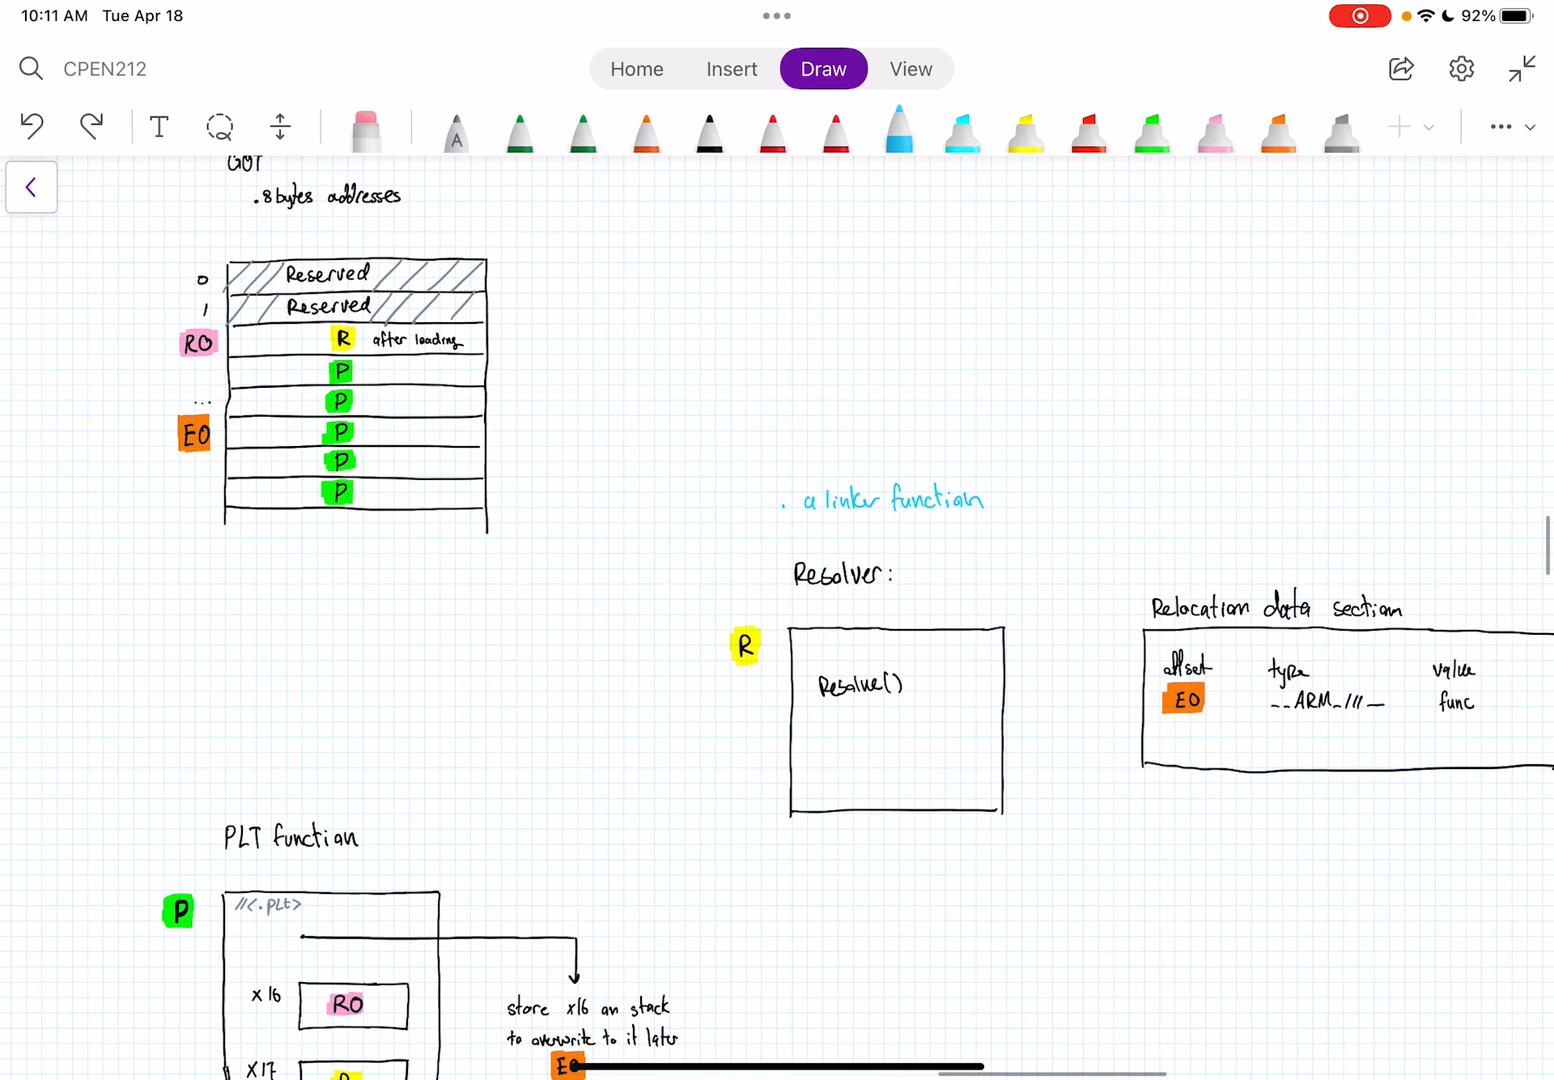 10:11 AM Tue Apr 18
92%
CPEN212
Home Insert Draw View
T
A
GOT
. 8 bytes addresses
0 Reserved
1 Reserved
RO R after loading
P
... P
EO P
P
P
. a linker function
Resolver:
R
Resolve()
Relocation data section
offset type value
EO --ARM-///— func
PLT function
P //<.PLT>
x16 RO
store x16 on stack
to overwrite to it later
EO
X17